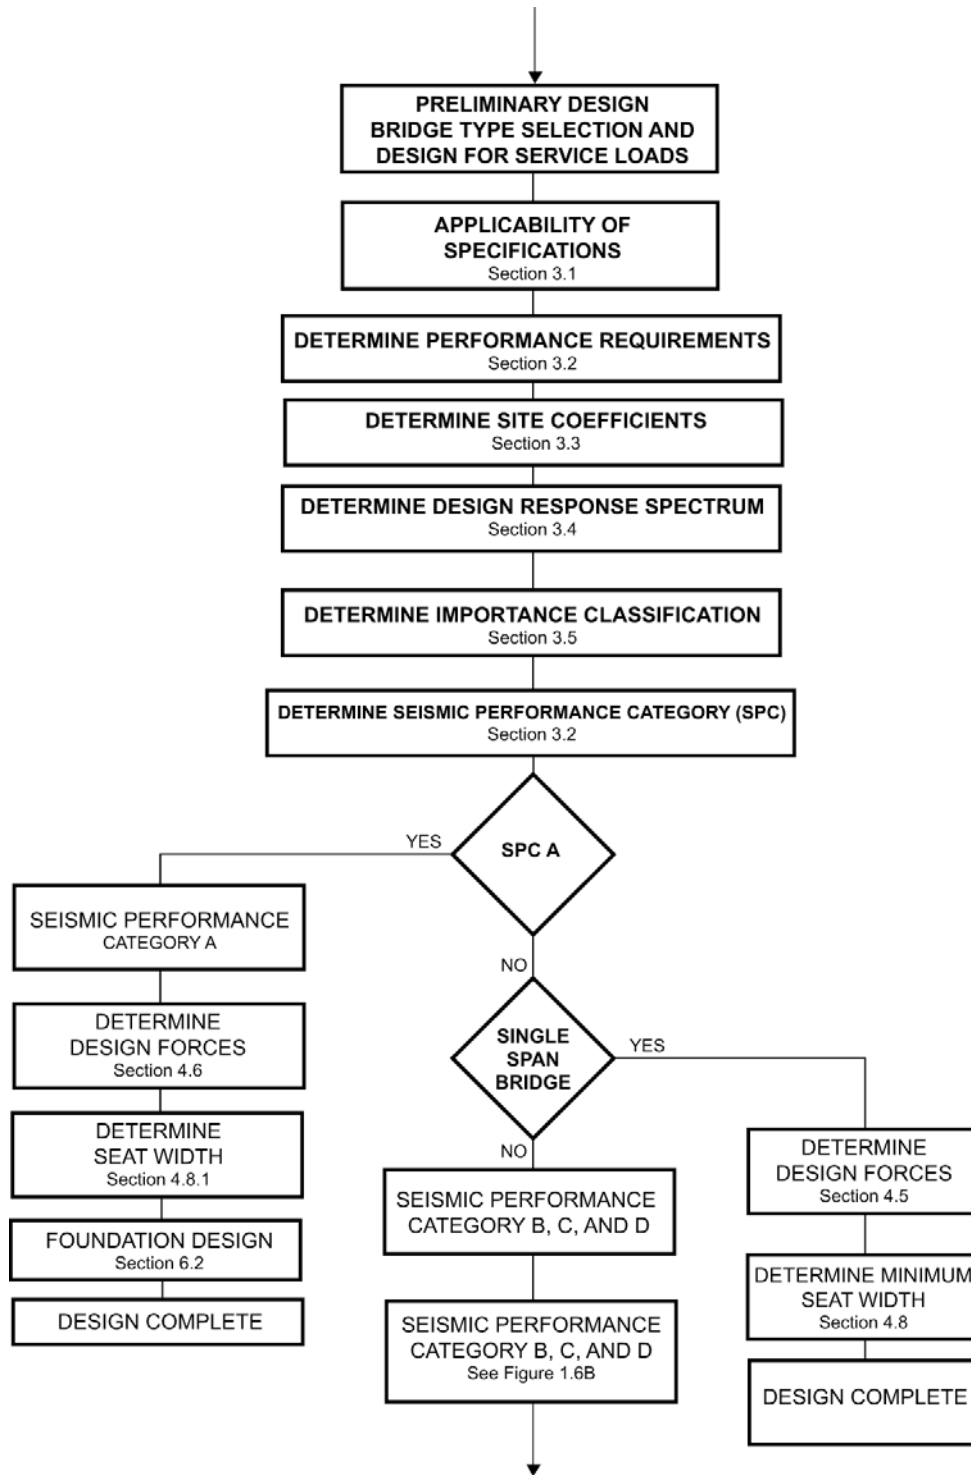 PRELIMINARY DESIGN
BRIDGE TYPE SELECTION AND
DESIGN FOR SERVICE LOADS
APPLICABILITY OF
SPECIFICATIONS
Section 3.1
DETERMINE PERFORMANCE REQUIREMENTS
Section 3.2
DETERMINE SITE COEFFICIENTS
Section 3.3
DETERMINE DESIGN RESPONSE SPECTRUM
Section 3.4
DETERMINE IMPORTANCE CLASSIFICATION
Section 3.5
DETERMINE SEISMIC PERFORMANCE CATEGORY (SPC)
Section 3.2
SPC A
YES
SEISMIC PERFORMANCE
CATEGORY A
DETERMINE
DESIGN FORCES
Section 4.6
DETERMINE
SEAT WIDTH
Section 4.8.1
FOUNDATION DESIGN
Section 6.2
DESIGN COMPLETE
NO
SINGLE
SPAN
BRIDGE
YES
DETERMINE
DESIGN FORCES
Section 4.5
DETERMINE MINIMUM
SEAT WIDTH
Section 4.8
DESIGN COMPLETE
NO
SEISMIC PERFORMANCE
CATEGORY B, C, AND D
SEISMIC PERFORMANCE
CATEGORY B, C, AND D
See Figure 1.6B